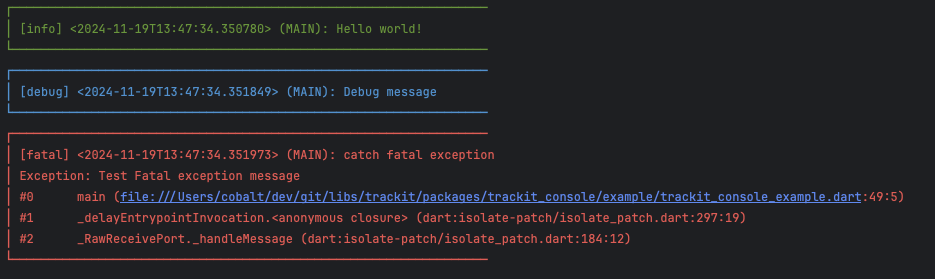 [info] <2024-11-19T13:47:34.350780> (MAIN): Hello world!
[debug] <2024-11-19T13:47:34.351849> (MAIN): Debug message
[fatal] <2024-11-19T13:47:34.351973> (MAIN): catch fatal exception
Exception: Test Fatal exception message
#0      main (file:///Users/cobalt/dev/git/libs/trackit/packages/trackit_console/example/trackit_console_example.dart:49:5)
#1      _delayEntrypointInvocation.<anonymous closure> (dart:isolate-patch/isolate_patch.dart:297:19)
#2      _RawReceivePort._handleMessage (dart:isolate-patch/isolate_patch.dart:184:12)